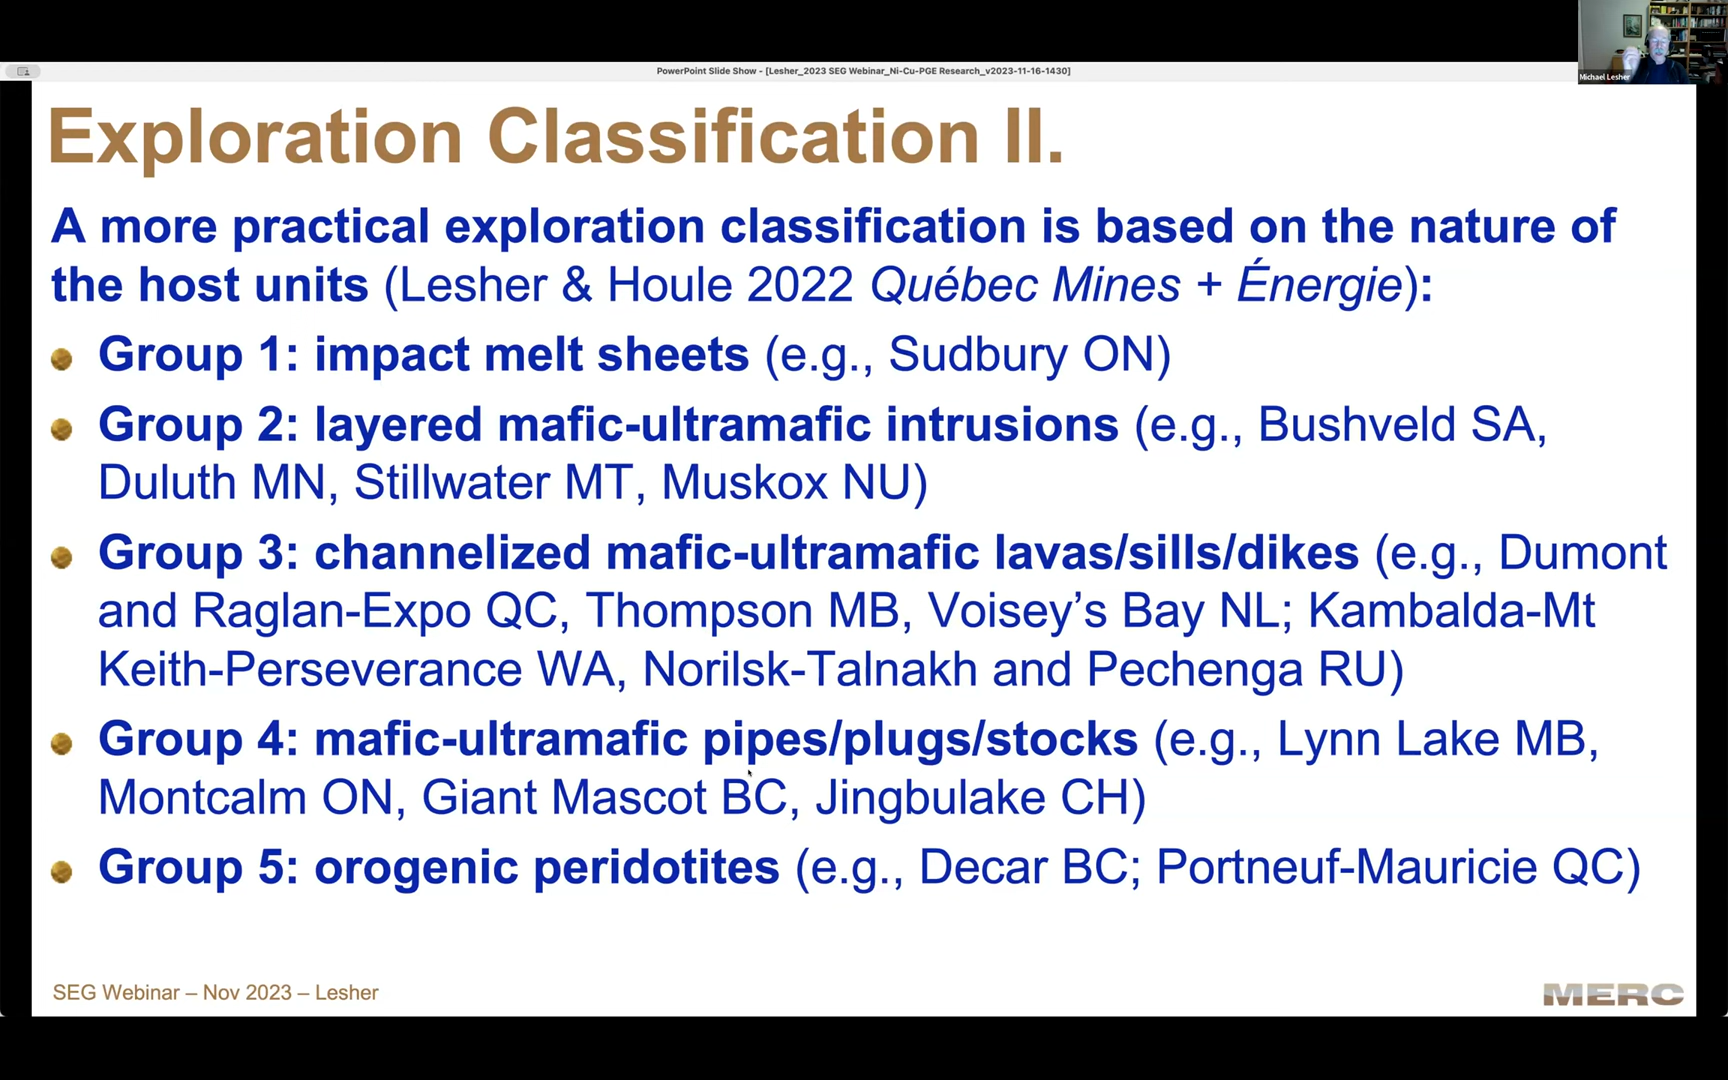 Michael Lesher
PowerPoint Slide Show - [Lesher_2023 SEG Webinar_Ni-Cu-PGE Research_v2023-11-16-1430]
Exploration Classification II.
A more practical exploration classification is based on the nature of
the host units (Lesher & Houle 2022 Québec Mines + Énergie):
Group 1: impact melt sheets (e.g., Sudbury ON)
Group 2: layered mafic-ultramafic intrusions (e.g., Bushveld SA,
Duluth MN, Stillwater MT, Muskox NU)
Group 3: channelized mafic-ultramafic lavas/sills/dikes (e.g., Dumont
and Raglan-Expo QC, Thompson MB, Voisey’s Bay NL; Kambalda-Mt
Keith-Perseverance WA, Norilsk-Talnakh and Pechenga RU)
Group 4: mafic-ultramafic pipes/plugs/stocks (e.g., Lynn Lake MB,
Montcalm ON, Giant Mascot BC, Jingbulake CH)
Group 5: orogenic peridotites (e.g., Decar BC; Portneuf-Mauricie QC)
SEG Webinar – Nov 2023 – Lesher
MERC